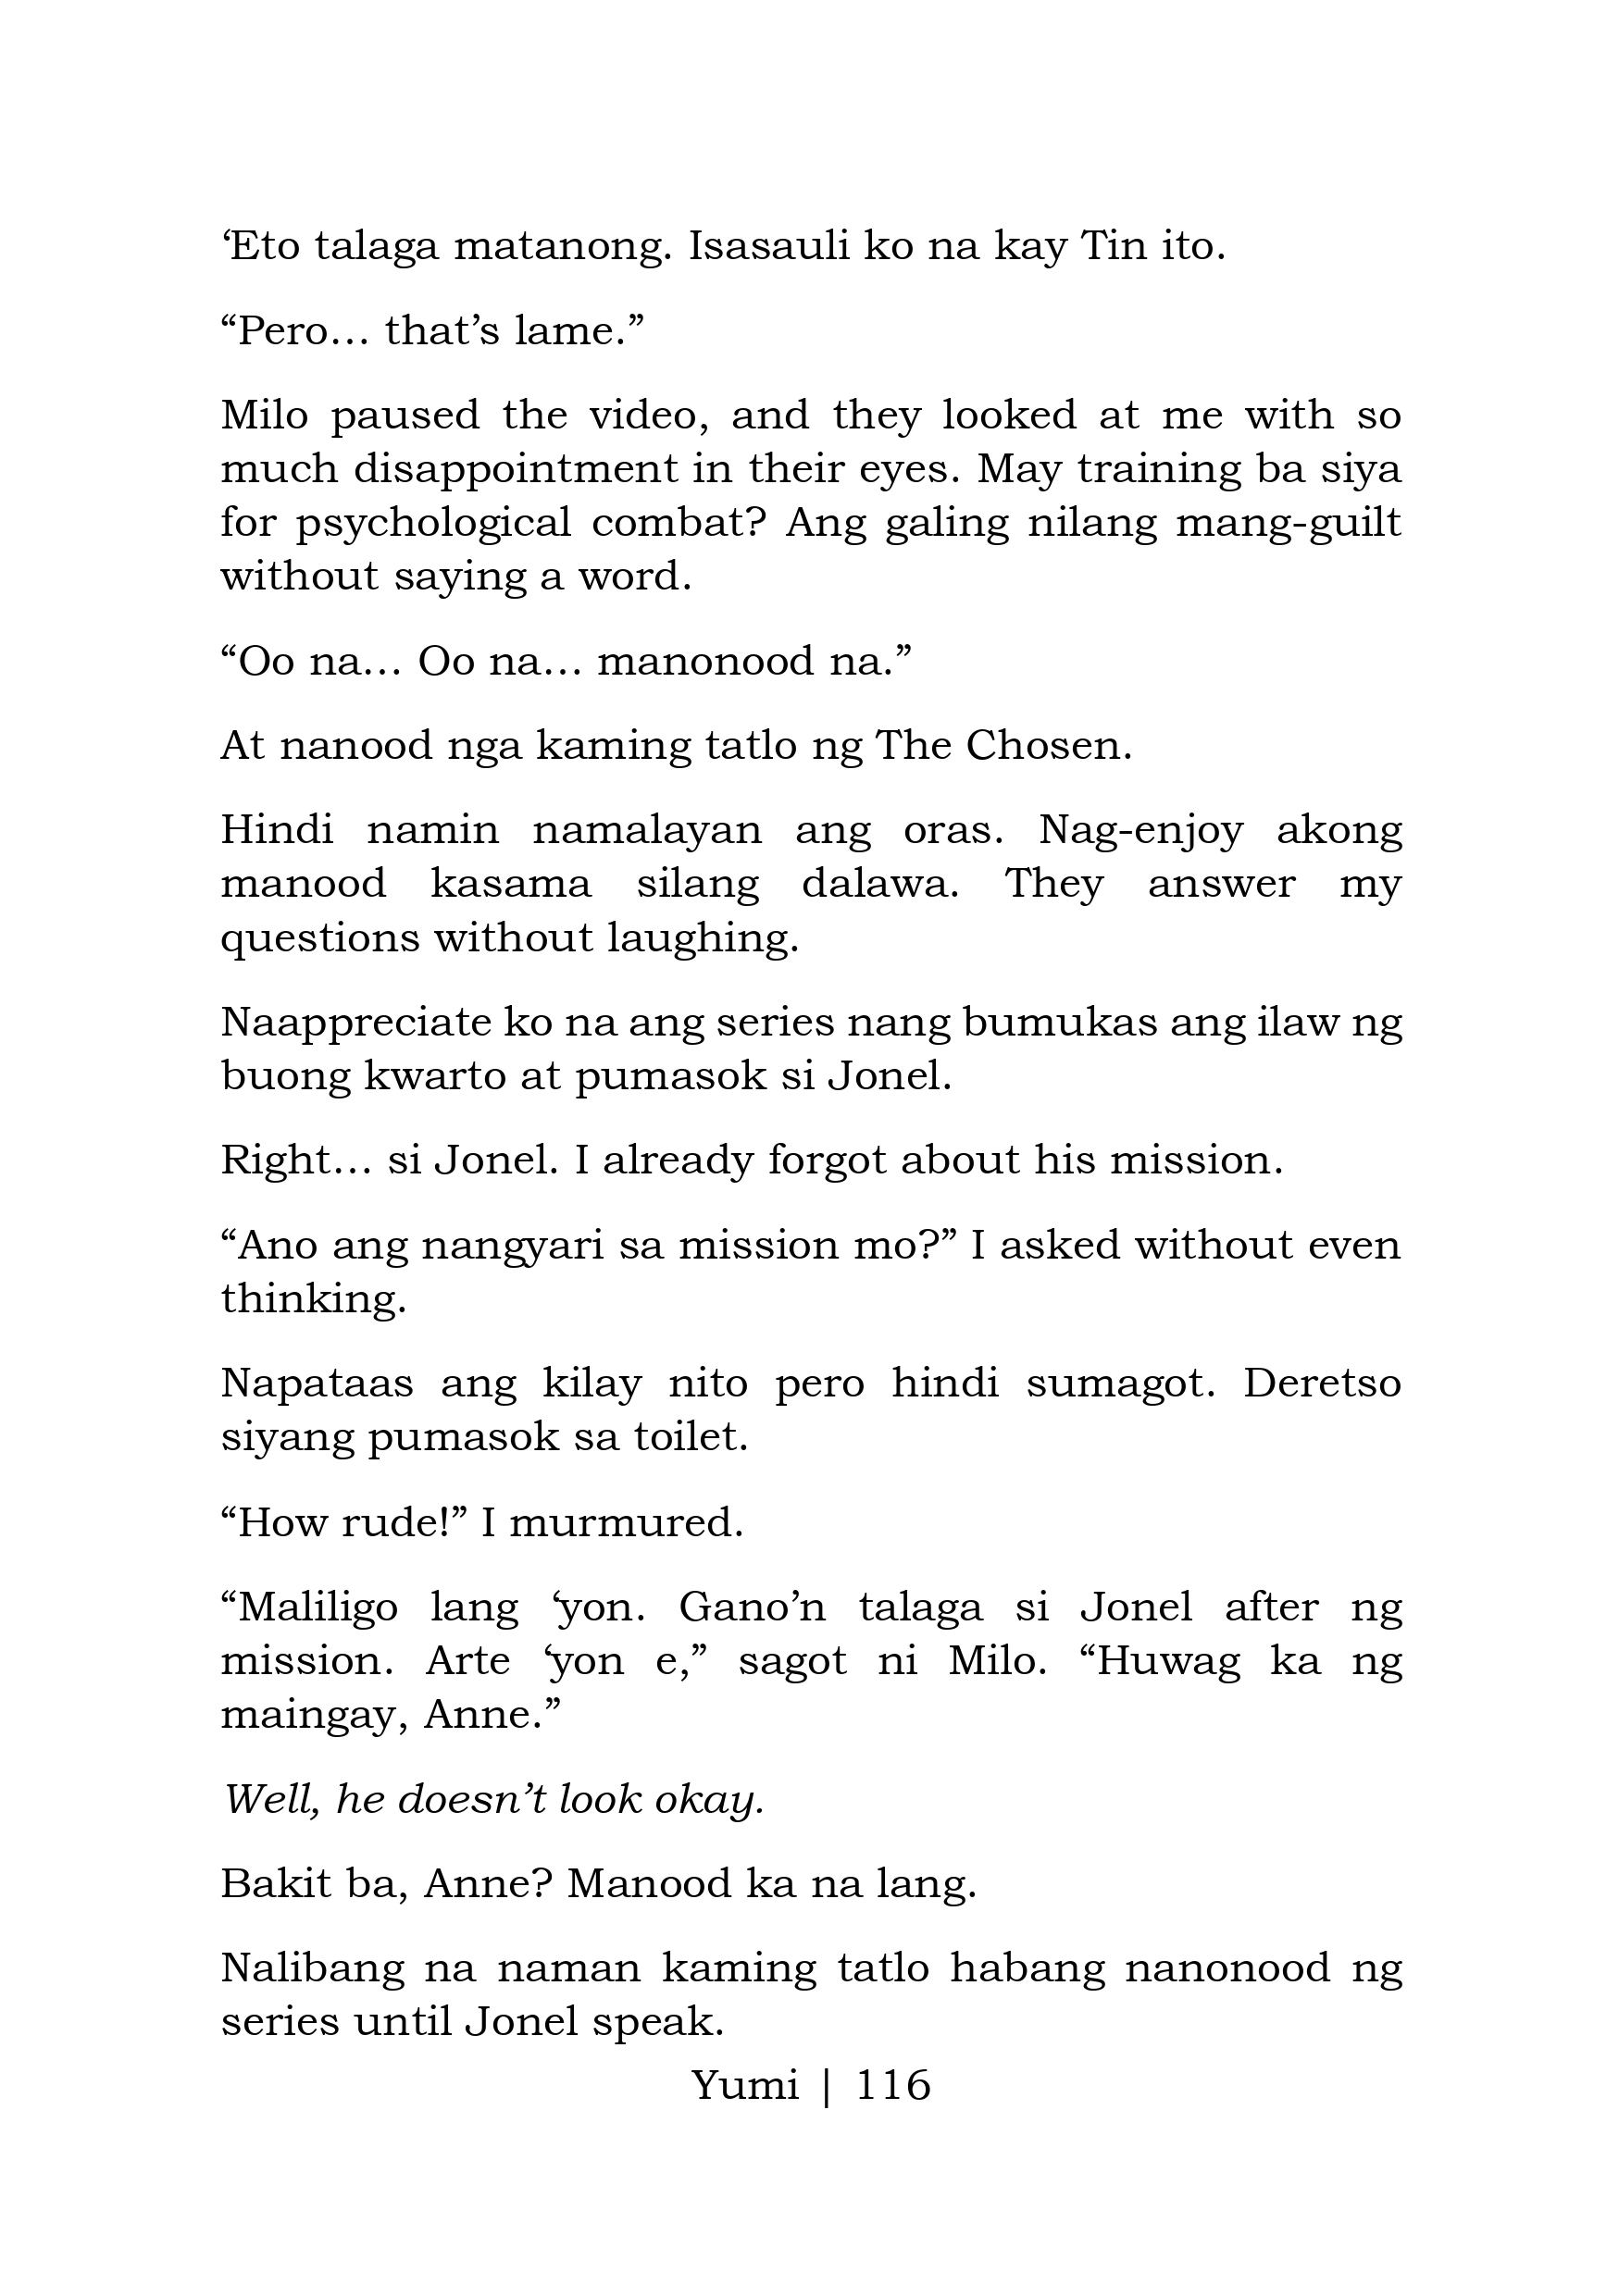 ‘Eto talaga matanong. Isasauli ko na kay Tin ito.
“Pero… that’s lame.”
Milo paused the video, and they looked at me with so
much disappointment in their eyes. May training ba siya
for psychological combat? Ang galing nilang mang-guilt
without saying a word.
“Oo na… Oo na… manonood na.”
At nanood nga kaming tatlo ng The Chosen.
Hindi namin namalayan ang oras. Nag-enjoy akong
manood kasama silang dalawa. They answer my
questions without laughing.
Naappreciate ko na ang series nang bumukas ang ilaw ng
buong kwarto at pumasok si Jonel.
Right… si Jonel. I already forgot about his mission.
“Ano ang nangyari sa mission mo?” I asked without even
thinking.
Napataas ang kilay nito pero hindi sumagot. Deretso
siyang pumasok sa toilet.
“How rude!” I murmured.
“Maliligo lang ‘yon. Gano’n talaga si Jonel after ng
mission. Arte ‘yon e,” sagot ni Milo. “Huwag ka ng
maingay, Anne.”
Well, he doesn’t look okay.
Bakit ba, Anne? Manood ka na lang.
Nalibang na naman kaming tatlo habang nanonood ng
series until Jonel speak.
Yumi | 116